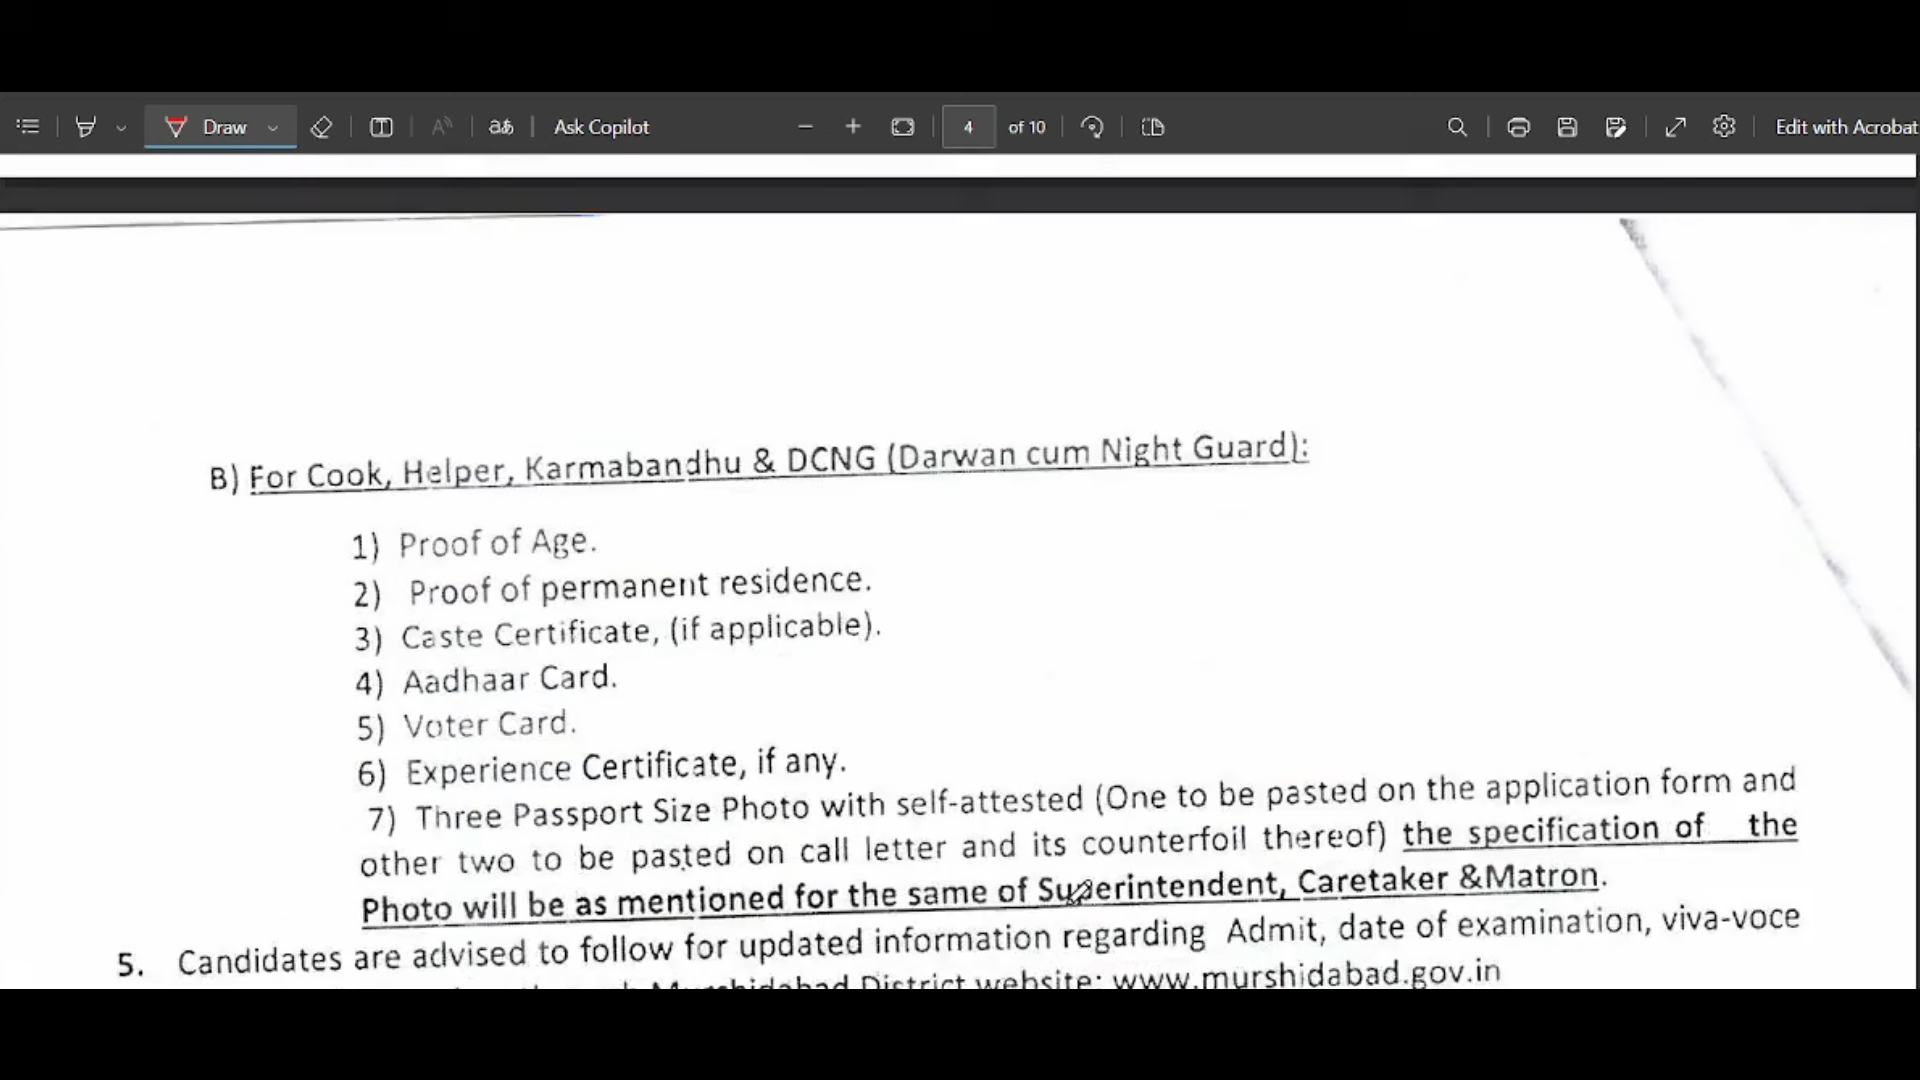 Draw
Ask Copilot
4
of 10
Edit with Acrobat
B) For Cook, Helper, Karmabandhu & DCNG (Darwan cum Night Guard):
1) Proof of Age.
2) Proof of permanent residence.
3) Caste Certificate, (if applicable).
4) Aadhaar Card.
5) Voter Card.
6) Experience Certificate, if any.
7) Three Passport Size Photo with self-attested (One to be pasted on the application form and
other two to be pasted on call letter and its counterfoil thereof) the specification of the
Photo will be as mentioned for the same of Superintendent, Caretaker &Matron.
5. Candidates are advised to follow for updated information regarding Admit, date of examination, viva-voce
Murshidabad District website: www.murshidabad.gov.in